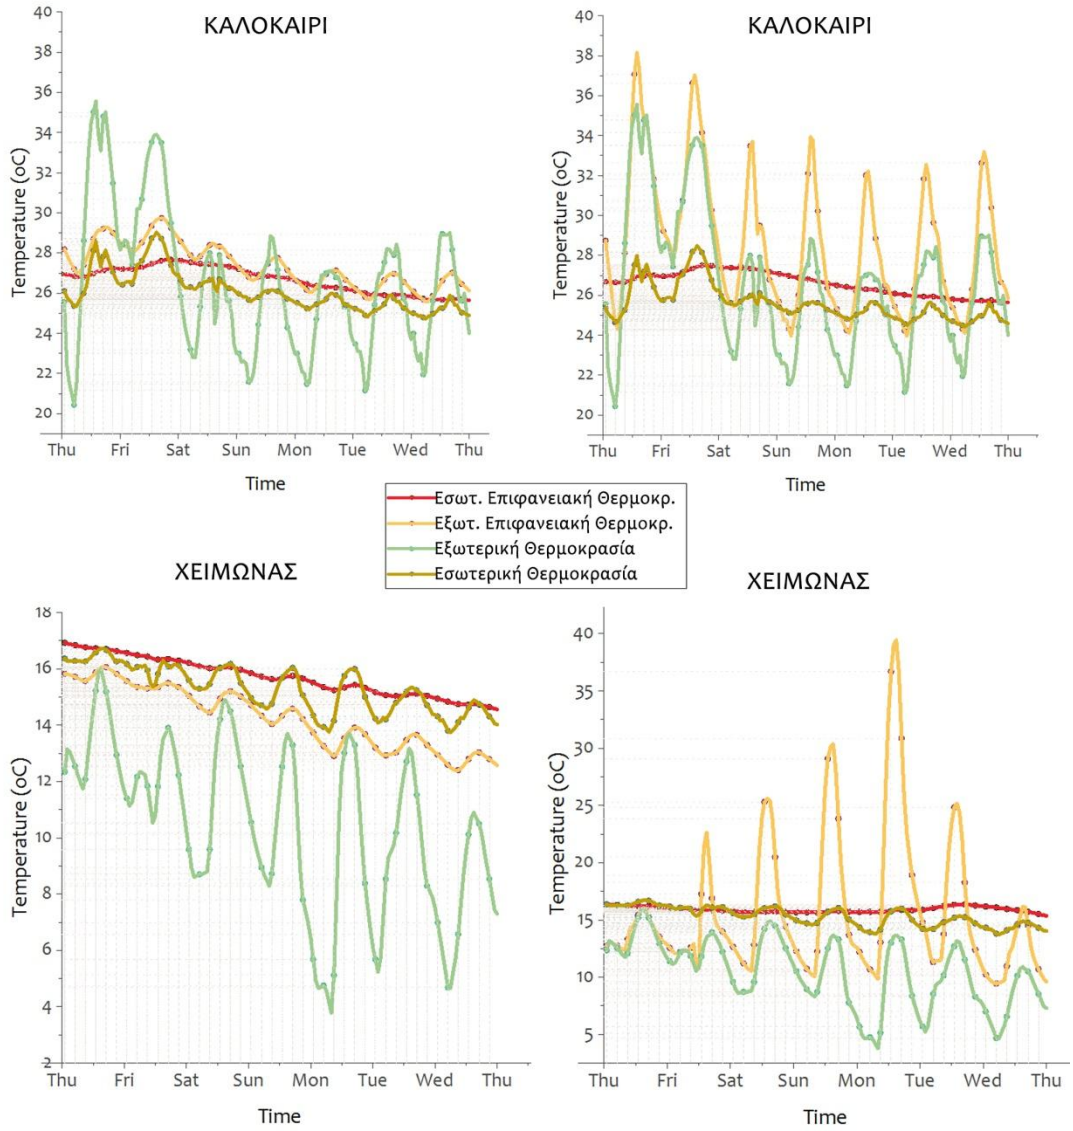 ΚΑΛΟΚΑΙΡΙ
Temperature (oC)
40
38
36
34
32
30
28
26
24
22
20
Thu Fri Sat Sun Mon Tue Wed Thu
Time
ΚΑΛΟΚΑΙΡΙ
Temperature (oC)
40
38
36
34
32
30
28
26
24
22
20
Thu Fri Sat Sun Mon Tue Wed Thu
Time
Εσωτ. Επιφανειακή Θερμοκρ.
Εξωτ. Επιφανειακή Θερμοκρ.
Εξωτερική Θερμοκρασία
Εσωτερική Θερμοκρασία
ΧΕΙΜΩΝΑΣ
Temperature (oC)
18
16
14
12
10
8
6
4
2
Thu Fri Sat Sun Mon Tue Wed Thu
Time
ΧΕΙΜΩΝΑΣ
Temperature (oC)
40
35
30
25
20
15
10
5
Thu Fri Sat Sun Mon Tue Wed Thu
Time